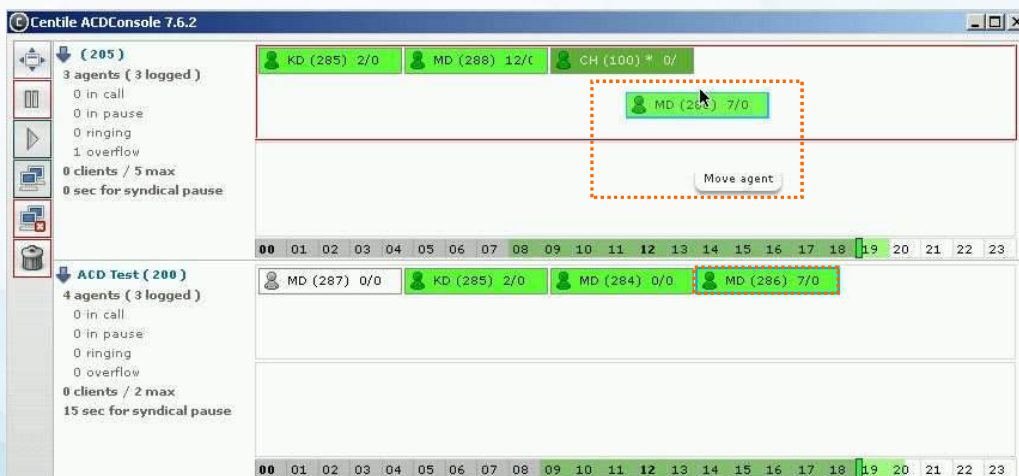 Centile ACDConsole 7.6.2
(205)
3 agents ( 3 logged )
0 in call
0 in pause
0 ringing
1 overflow
0 clients / 5 max
0 sec for syndical pause
KD (285) 2/0 MD (288) 12/( CH (100) * 0/
MD (286) 7/0
Move agent
00 01 02 03 04 05 06 07 08 09 10 11 12 13 14 15 16 17 18 19 20 21 22 23
ACD Test ( 200 )
4 agents ( 3 logged )
0 in call
0 in pause
0 ringing
0 overflow
0 clients / 2 max
15 sec for syndical pause
MD (287) 0/0 KD (285) 2/0 MD (284) 0/0 MD (286) 7/0
00 01 02 03 04 05 06 07 08 09 10 11 12 13 14 15 16 17 18 19 20 21 22 23